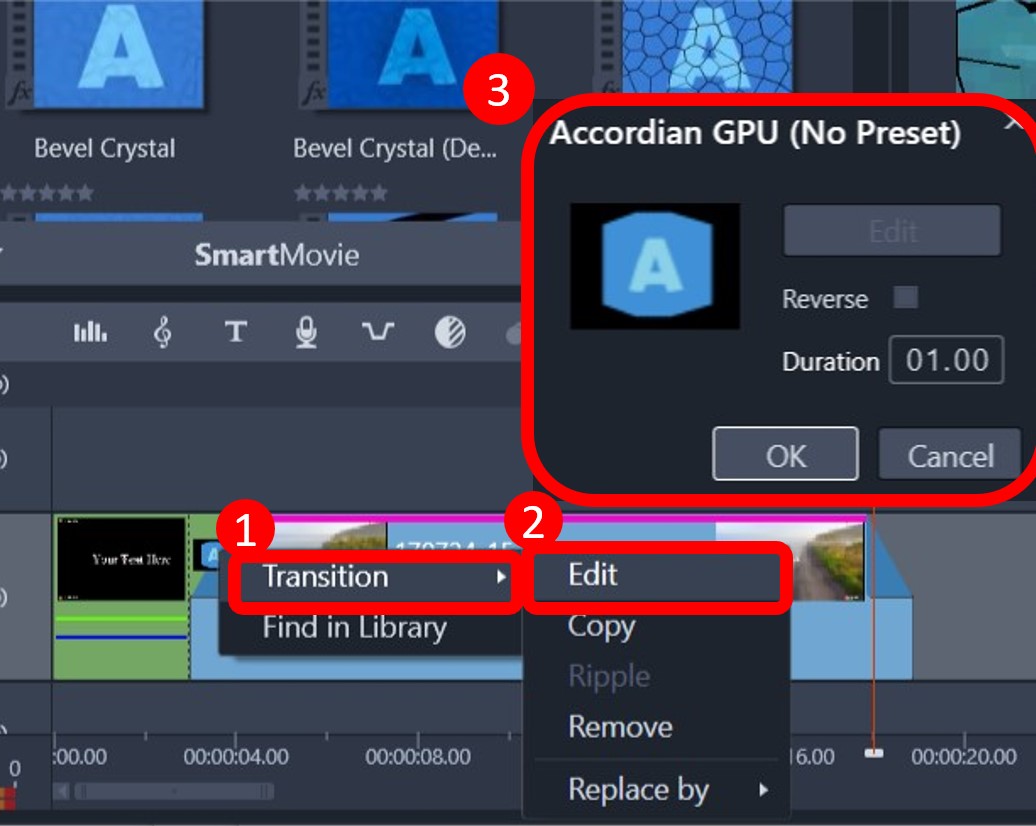 A
A
A
fx
fx
3
Bevel Crystal
Bevel Crystal (De...
Accordian GPU (No Preset)
A
Edit
Reverse
Duration 01.00
OK
Cancel
SmartMovie
T
1
2
Your Text Here
A
Transition
Find in Library
Edit
Copy
Ripple
Remove
Replace by
:00.00
00:00:04.00
00:00:08.00
16.00
00:00:20.00
0